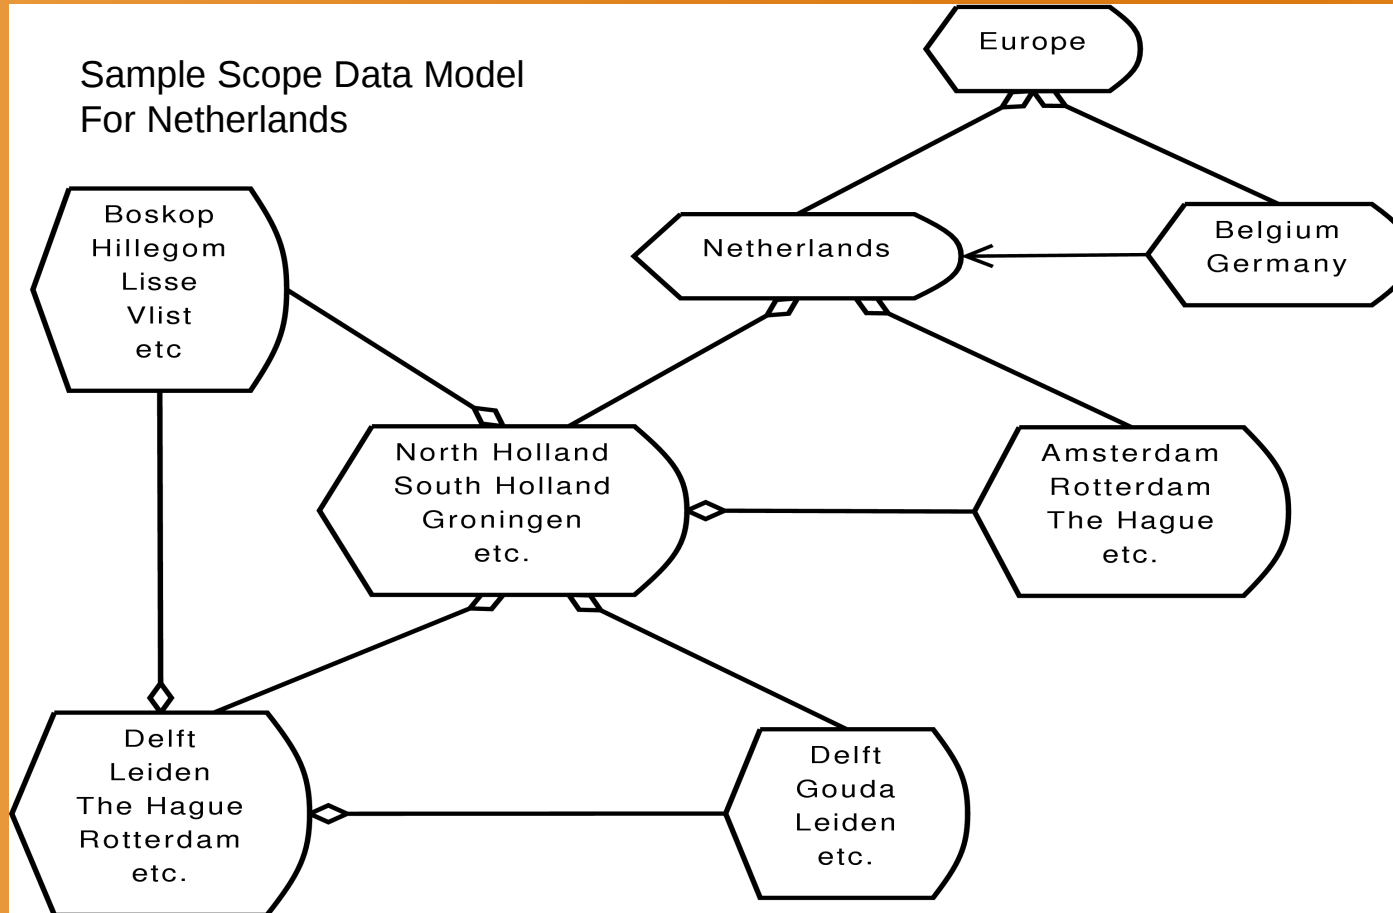 Sample Scope Data Model
For Netherlands
Europe
Netherlands
Belgium
Germany
Boskop
Hillegom
Lisse
Vlist
etc
North Holland
South Holland
Groningen
etc.
Amsterdam
Rotterdam
The Hague
etc.
Delft
Leiden
The Hague
Rotterdam
etc.
Delft
Gouda
Leiden
etc.